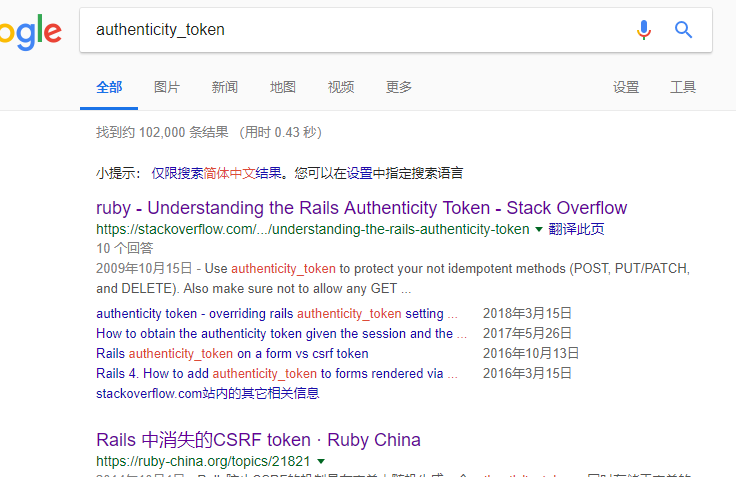 ogle authenticity_token
全部 图片 新闻 地图 视频 更多 设置 工具
找到约 102,000 条结果 (用时 0.43 秒)
小提示: 仅限搜索简体中文结果。您可以在设置中指定搜索语言
ruby - Understanding the Rails Authenticity Token - Stack Overflow
https://stackoverflow.com/.../understanding-the-rails-authenticity-token 翻译此页
10 个回答
2009年10月15日 - Use authenticity_token to protect your not idempotent methods (POST, PUT/PATCH,
and DELETE). Also make sure not to allow any GET ...
authenticity token - overriding rails authenticity_token setting ... 2018年3月15日
How to obtain the authenticity token given the session and the ... 2017年5月26日
Rails authenticity_token on a form vs csrf token 2016年10月13日
Rails 4. How to add authenticity_token to forms rendered via ... 2016年3月15日
stackoverflow.com站内的其它相关信息
Rails 中消失的CSRF token · Ruby China
https://ruby-china.org/topics/21821